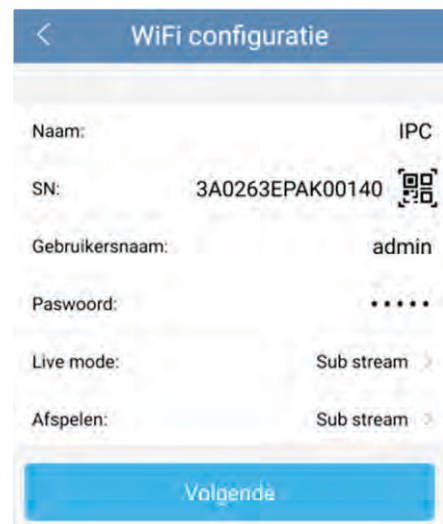 WiFi configuratie
Naam: IPC
SN: 3A0263EPAK00140
Gebruikersnaam: admin
Paswoord: •••••
Live mode: Sub stream
Afspelen: Sub stream
Volgende